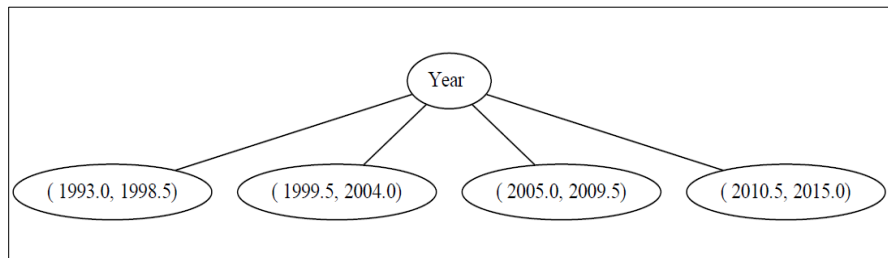 Year
( 1993.0, 1998.5)
( 1999.5, 2004.0)
( 2005.0, 2009.5)
( 2010.5, 2015.0)